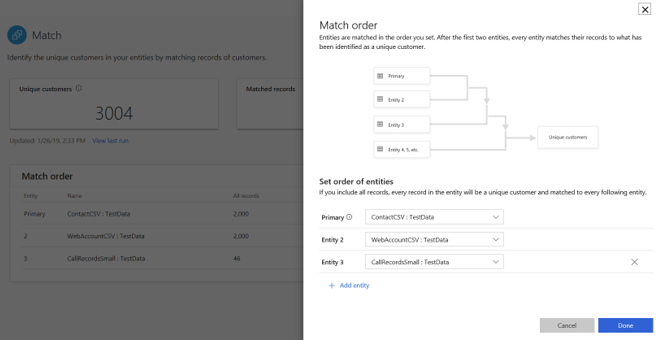 Match
Identify the unique customers in your entities by matching records of customers.
Unique customers
3004
Matched records
Updated: 1/26/19, 2:33 PM View last run
Match order
Entity Name All records
Primary ContactCSV : TestData 2,000
2 WebAccountCSV : TestData 2,000
3 CallRecordsSmall : TestData 46
Match order
Entities are matched in the order you set. After the first two entities, every entity matches their records to what has
been identified as a unique customer.
Primary
Entity 2
Entity 3
Entity 4, 5, etc.
Unique customers
Set order of entities
If you include all records, every record in the entity will be a unique customer and matched to every following entity.
Primary ContactCSV : TestData
Entity 2 WebAccountCSV : TestData
Entity 3 CallRecordsSmall : TestData
+ Add entity
Cancel Done